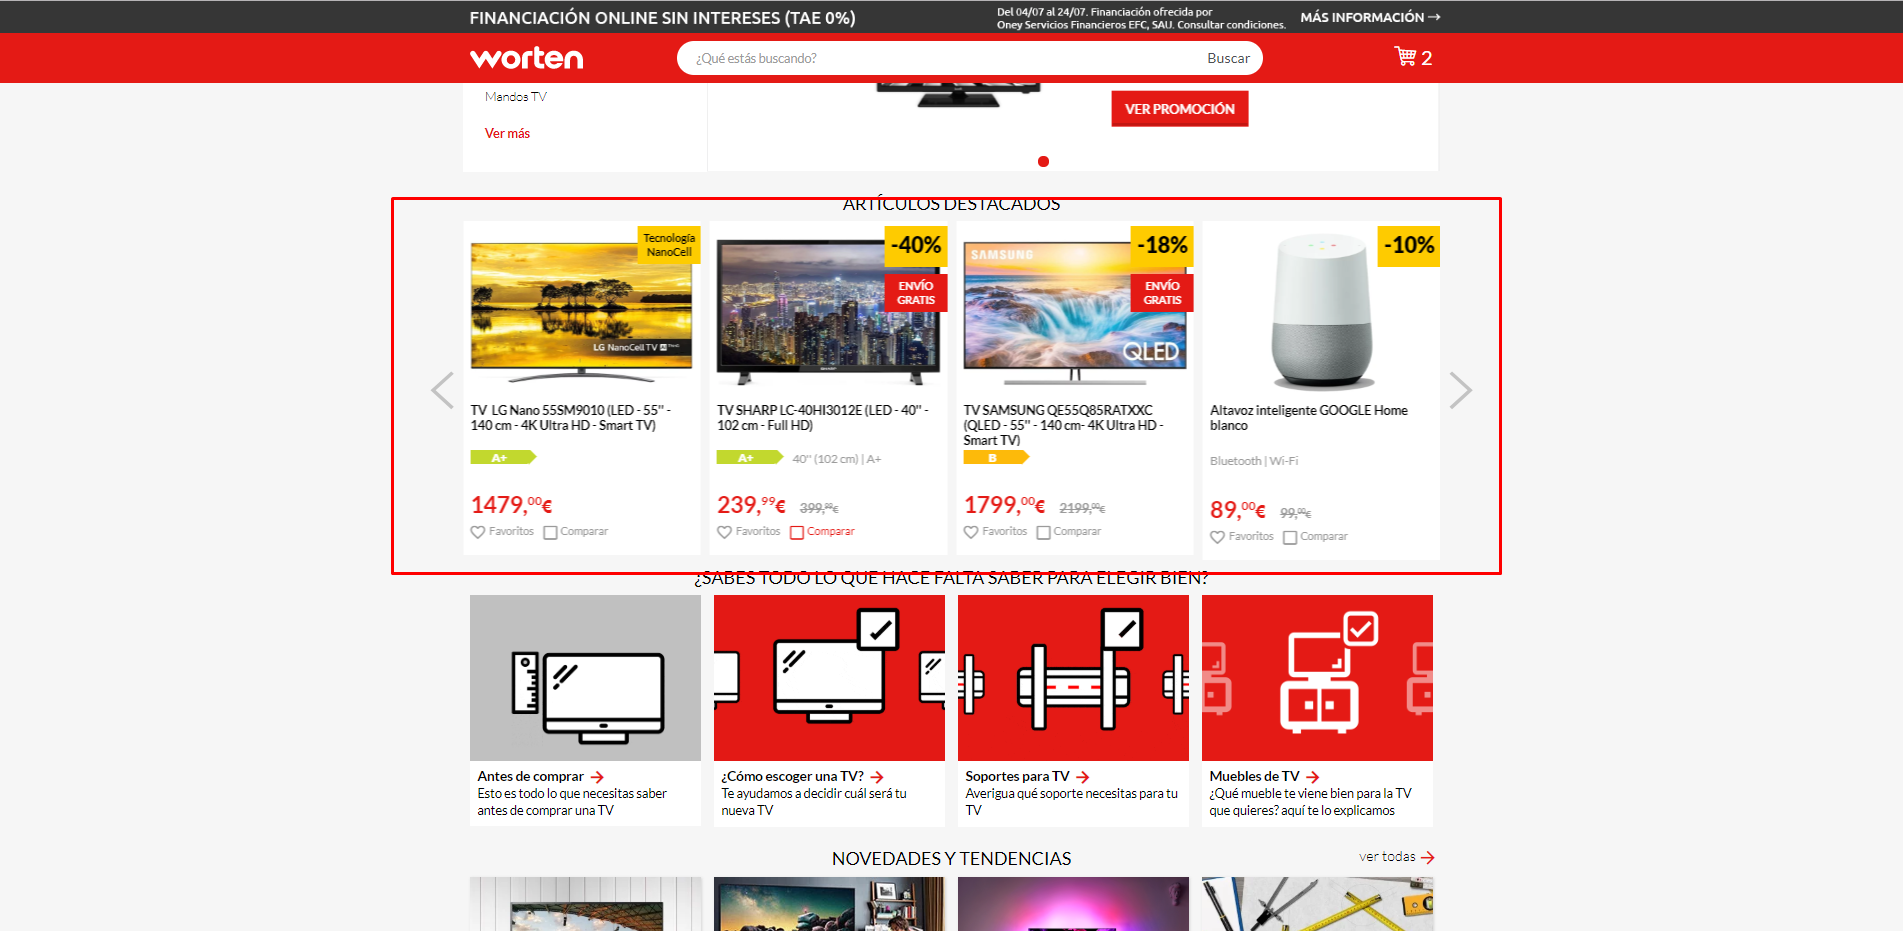 FINANCIACIÓN ONLINE SIN INTERESES (TAE 0%)
Del 04/07 al 24/07. Financiación ofrecida por
Oney Servicios Financieros EFC, SAU. Consultar condiciones.
MÁS INFORMACIÓN →
worten
¿Qué estás buscando?
Buscar
2
Mandos TV
Ver más
VER PROMOCIÓN
ARTÍCULOS DESTACADOS
Tecnología
NanoCell
LG NanoCell TV
TV LG Nano 55SM9010 (LED - 55'' -
140 cm - 4K Ultra HD - Smart TV)
A+
1479,00€
Favoritos
Comparar
-40%
ENVÍO
GRATIS
SHARP
TV SHARP LC-40HI3012E (LED - 40'' -
102 cm - Full HD)
A+
40'' (102 cm) | A+
239,99€
399,99€
Favoritos
Comparar
SAMSUNG
-18%
ENVÍO
GRATIS
QLED
TV SAMSUNG QE55Q85RATXXC
(QLED - 55'' - 140 cm- 4K Ultra HD -
Smart TV)
B
1799,00€
2199,00€
Favoritos
Comparar
-10%
Altavoz inteligente GOOGLE Home
blanco
Bluetooth | Wi-Fi
89,00€
99,00€
Favoritos
Comparar
¿SABES TODO LO QUE HACE FALTA SABER PARA ELEGIR BIEN?
Antes de comprar →
Esto es todo lo que necesitas saber
antes de comprar una TV
¿Cómo escoger una TV? →
Te ayudamos a decidir cuál será tu
nueva TV
Soportes para TV →
Averigua qué soporte necesitas para tu
TV
Muebles de TV →
¿Qué mueble te viene bien para la TV
que quieres? aquí te lo explicamos
NOVEDADES Y TENDENCIAS
ver todas →